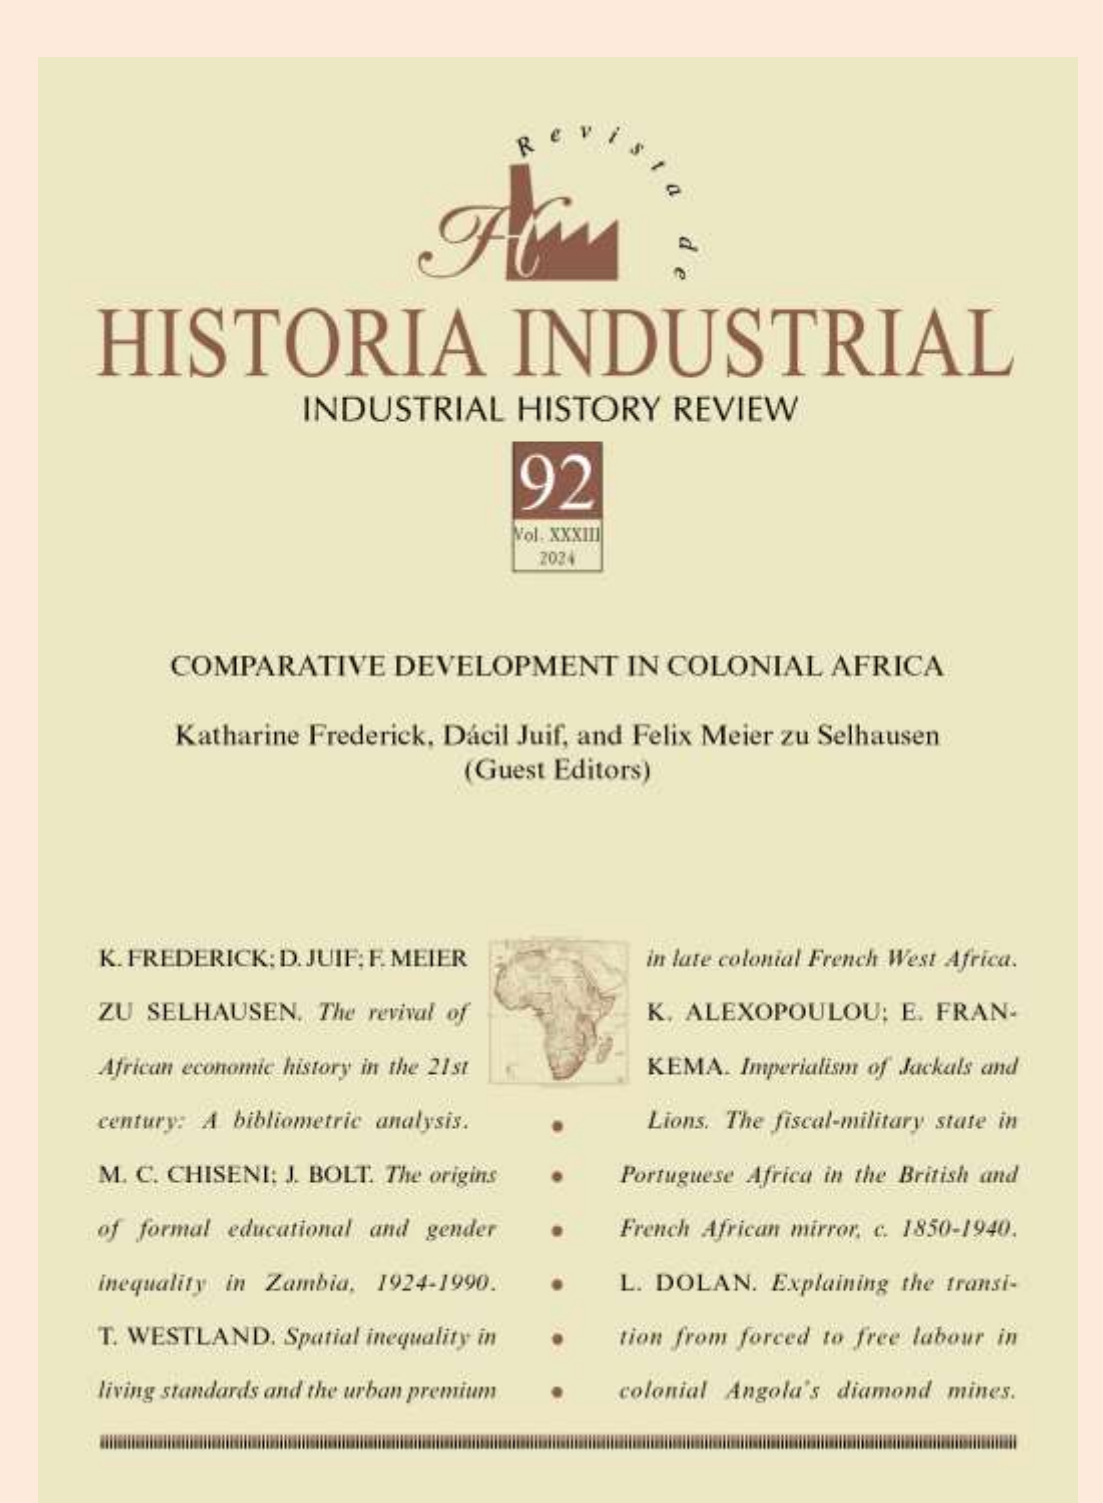 Revista de
HISTORIA INDUSTRIAL
INDUSTRIAL HISTORY REVIEW
92
Vol. XXXIII
2024
COMPARATIVE DEVELOPMENT IN COLONIAL AFRICA
Katharine Frederick, Dácil Juif, and Felix Meier zu Selhausen
(Guest Editors)
K. FREDERICK; D. JUIF; F. MEIER
ZU SELHAUSEN. The revival of
African economic history in the 21st
century: A bibliometric analysis.
M. C. CHISENI; J. BOLT. The origins
of formal educational and gender
inequality in Zambia, 1924-1990.
T. WESTLAND. Spatial inequality in
living standards and the urban premium
in late colonial French West Africa.
K. ALEXOPOULOU; E. FRAN-
KEMA. Imperialism of Jackals and
Lions. The fiscal-military state in
Portuguese Africa in the British and
French African mirror, c. 1850-1940.
L. DOLAN. Explaining the transi-
tion from forced to free labour in
colonial Angola's diamond mines.